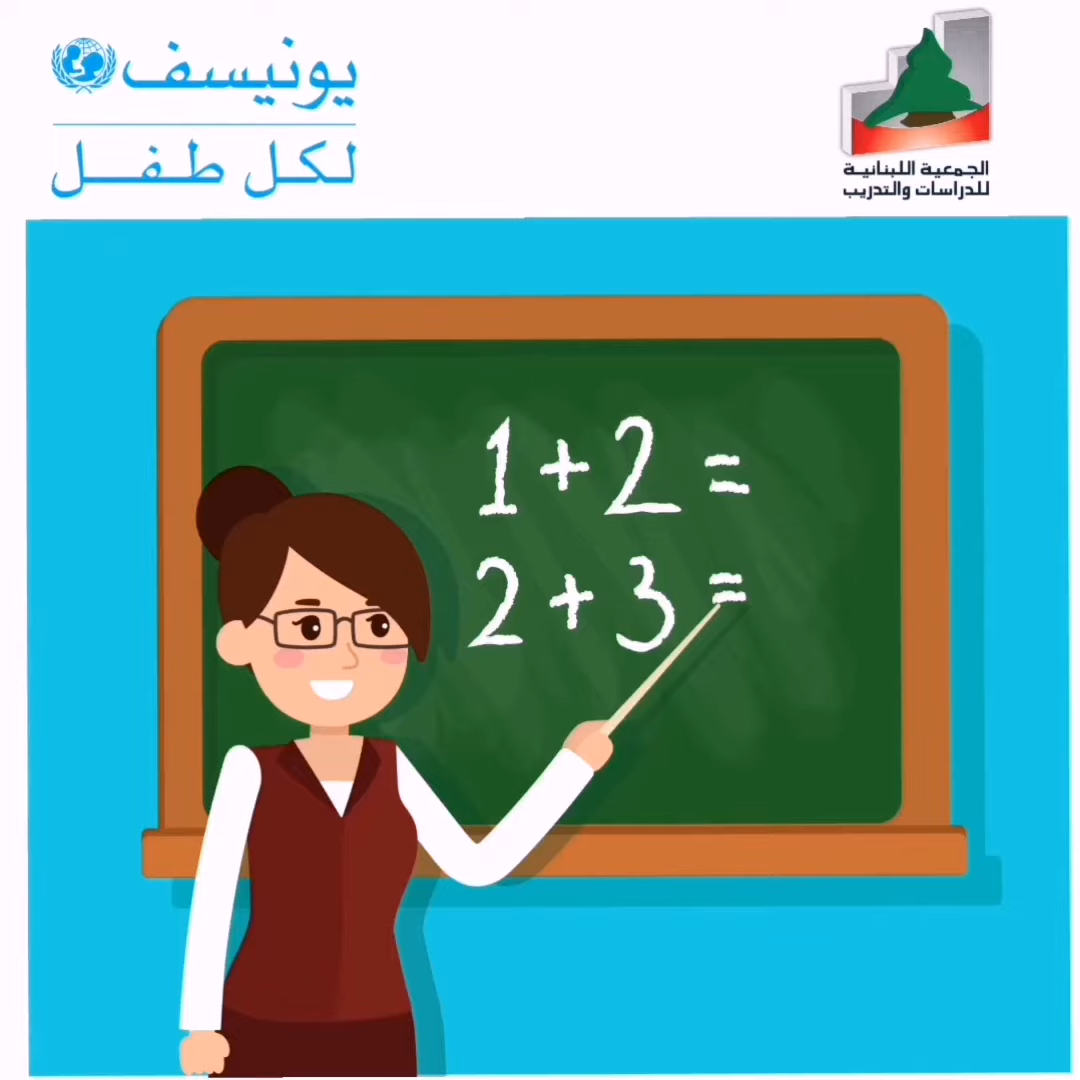 يونيسف
لكل طفل
الجمعية اللبنانية
للدراسات والتدريب
1+2=
2+3=